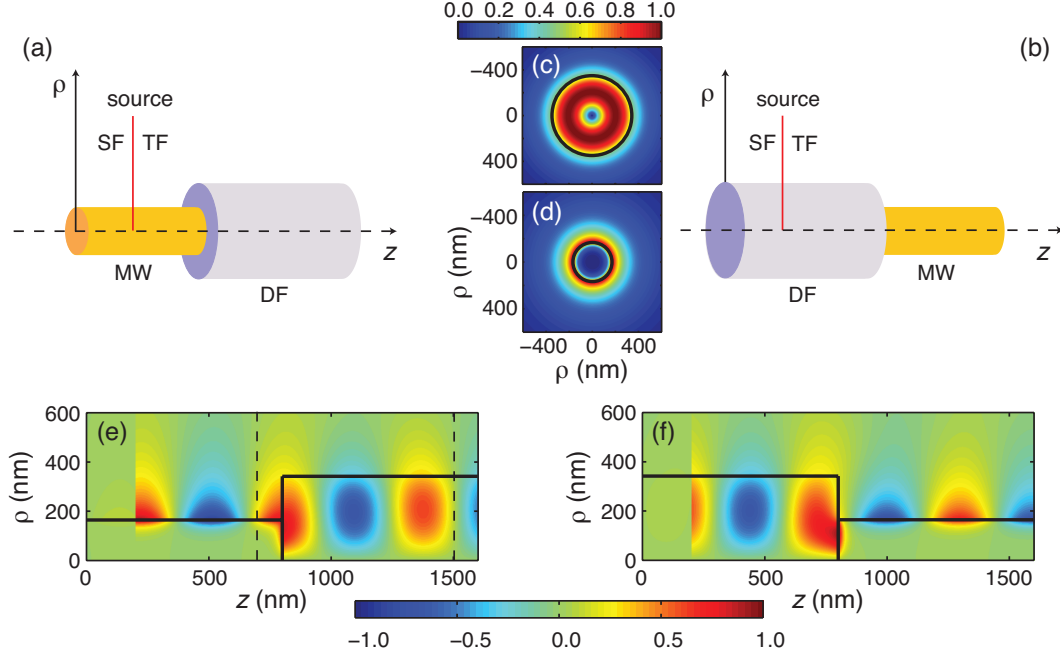 0.0 0.2 0.4 0.6 0.8 1.0
(a)
ρ
source
SF TF
z
MW
DF
(c)
−400
0
400
(d)
−400
0
400
ρ (nm)
−400 0 400
ρ (nm)
(b)
ρ
source
SF TF
z
DF
MW
(e)
600
400
200
0
ρ (nm)
0 500 1000 1500
z (nm)
(f)
600
400
200
0
ρ (nm)
0 500 1000 1500
z (nm)
−1.0 −0.5 0.0 0.5 1.0